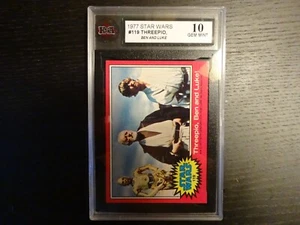 1977 STAR WARS
#119 THREEPIO,
BEN AND LUKE
10
GEM MINT
Threepio, Ben and Luke
STAR WARS